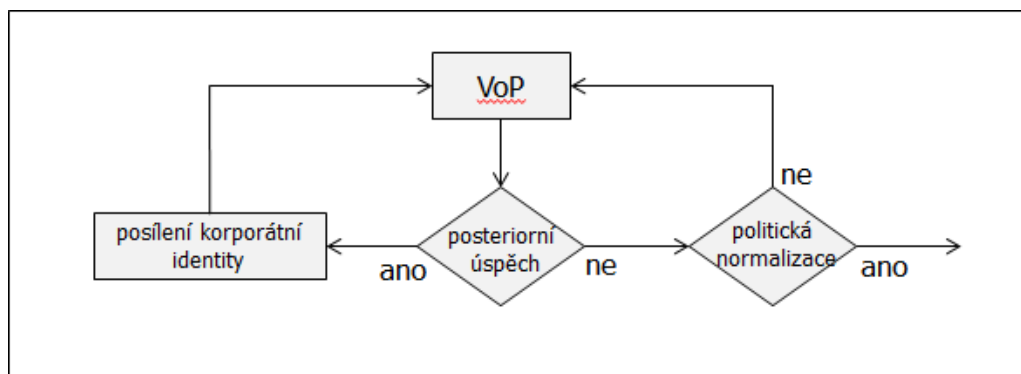 VoP
ne
posílení korporátní
identity
ano
posteriorní
úspěch
ne
politická
normalizace
ano